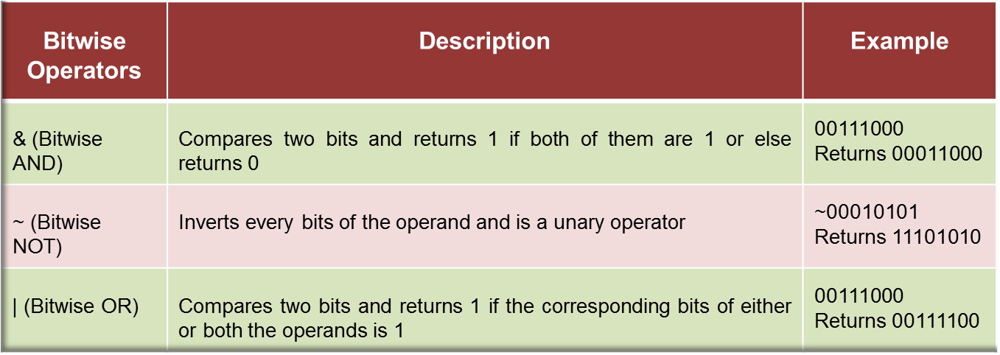 Bitwise
Operators
Description
Example
& (Bitwise
AND)
Compares two bits and returns 1 if both of them are 1 or else
returns 0
00111000
Returns 00011000
~ (Bitwise
NOT)
Inverts every bits of the operand and is a unary operator
~00010101
Returns 11101010
| (Bitwise OR)
Compares two bits and returns 1 if the corresponding bits of either
or both the operands is 1
00111000
Returns 00111100